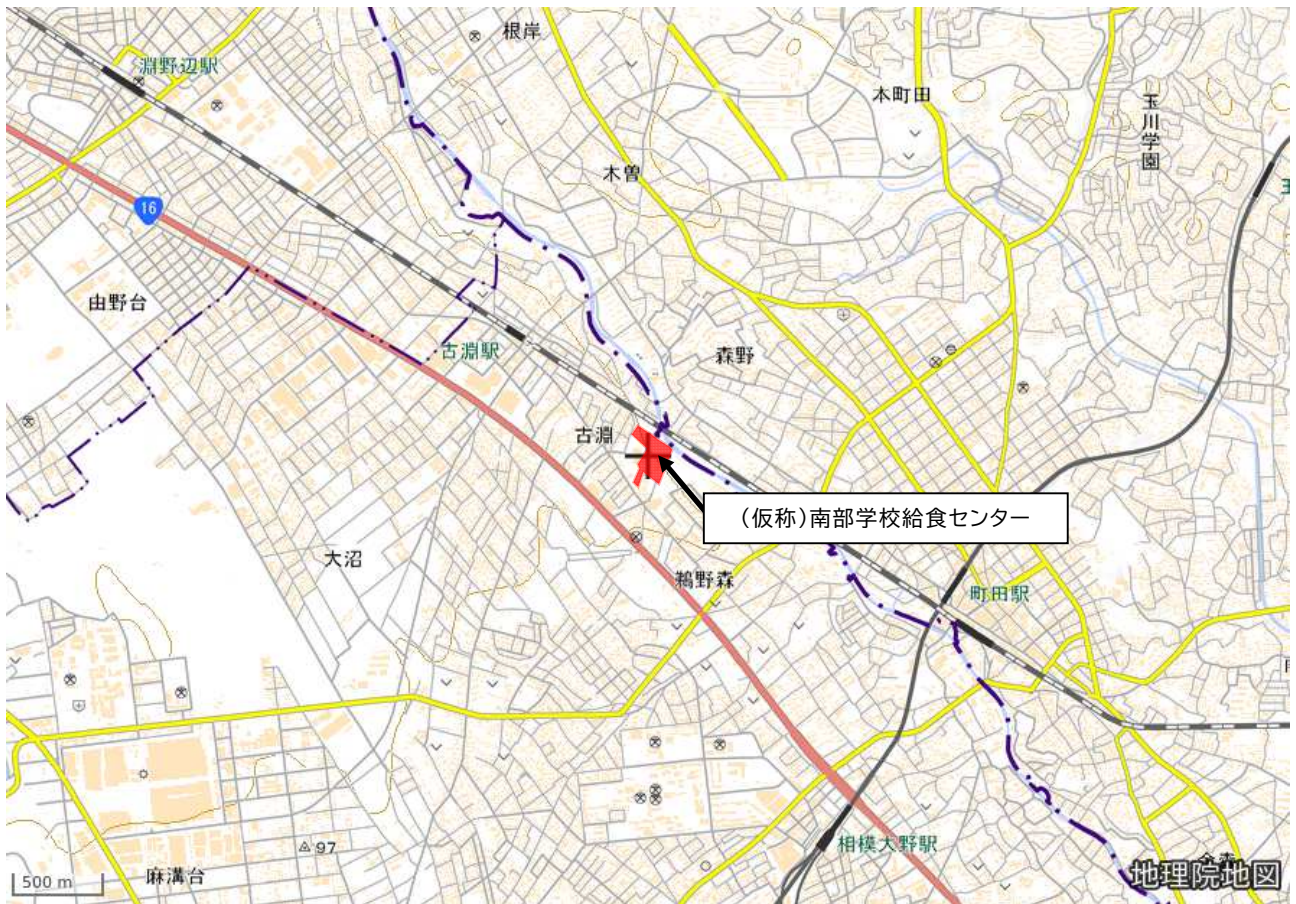 根岸
淵野辺駅
本町田
玉川学園
木曽
16
由野台
古淵駅
森野
古淵
(仮称)南部学校給食センター
大沼
鵜野森
町田駅
相模大野駅
97
麻溝台
500 m
地理院地図